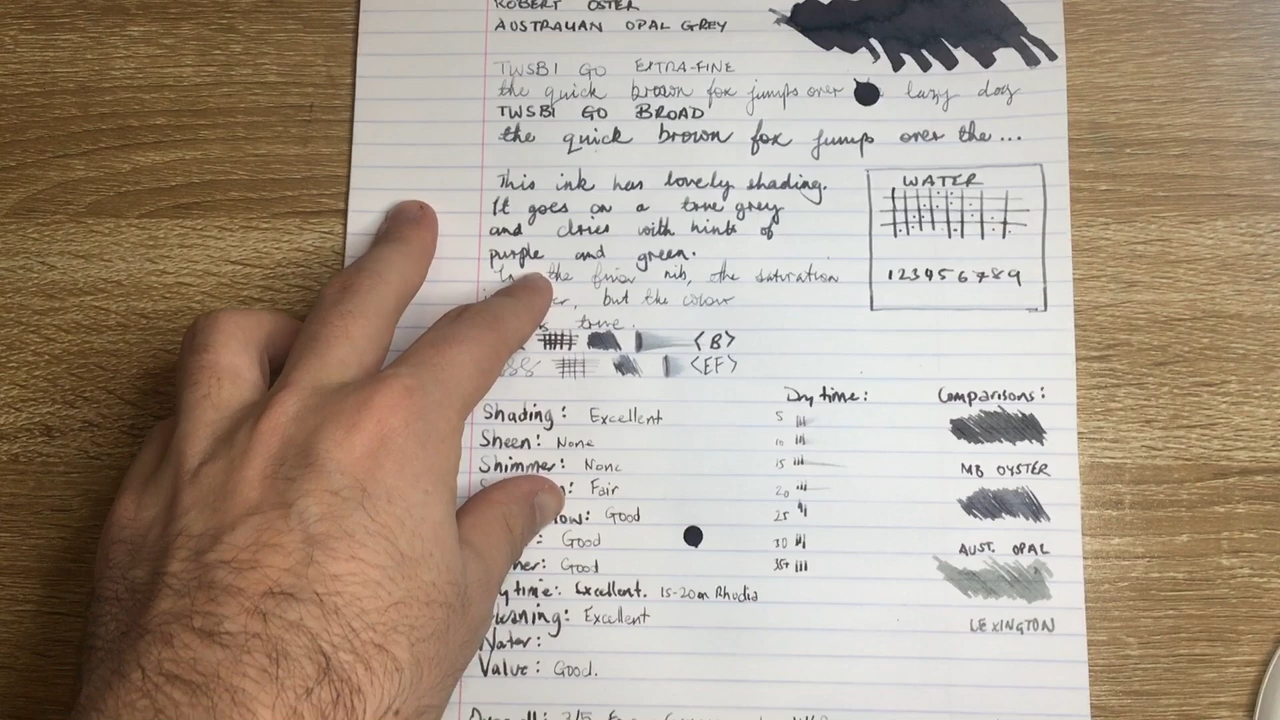 ROBERT OSTER
AUSTRALIAN OPAL GREY
TWSBI GO EXTRA-FINE
the quick brown fox jumps over lazy dog
TWSBI GO BROAD
the quick brown fox jumps over the ...
This ink has lovely shading.
It goes on a true grey
and dries with hints of
purple and green.
the finer nib, the saturation
but the colour
true.
<B>
<EF>
WATER
123456789
Shading: Excellent
Sheen: None
Shimmer: None
Fair
Good
Good
Good
Excellent. 15-20 on Rhodia
Excellent
Value: Good.
Dry time:
5
10
15
20
25
30
35+
Comparisons:
MB OYSTER
AUST. OPAL
LEXINGTON